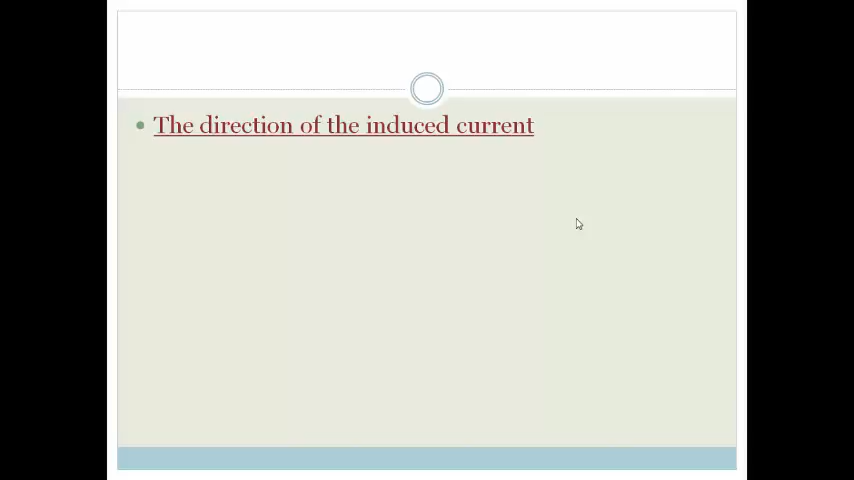 The direction of the induced current